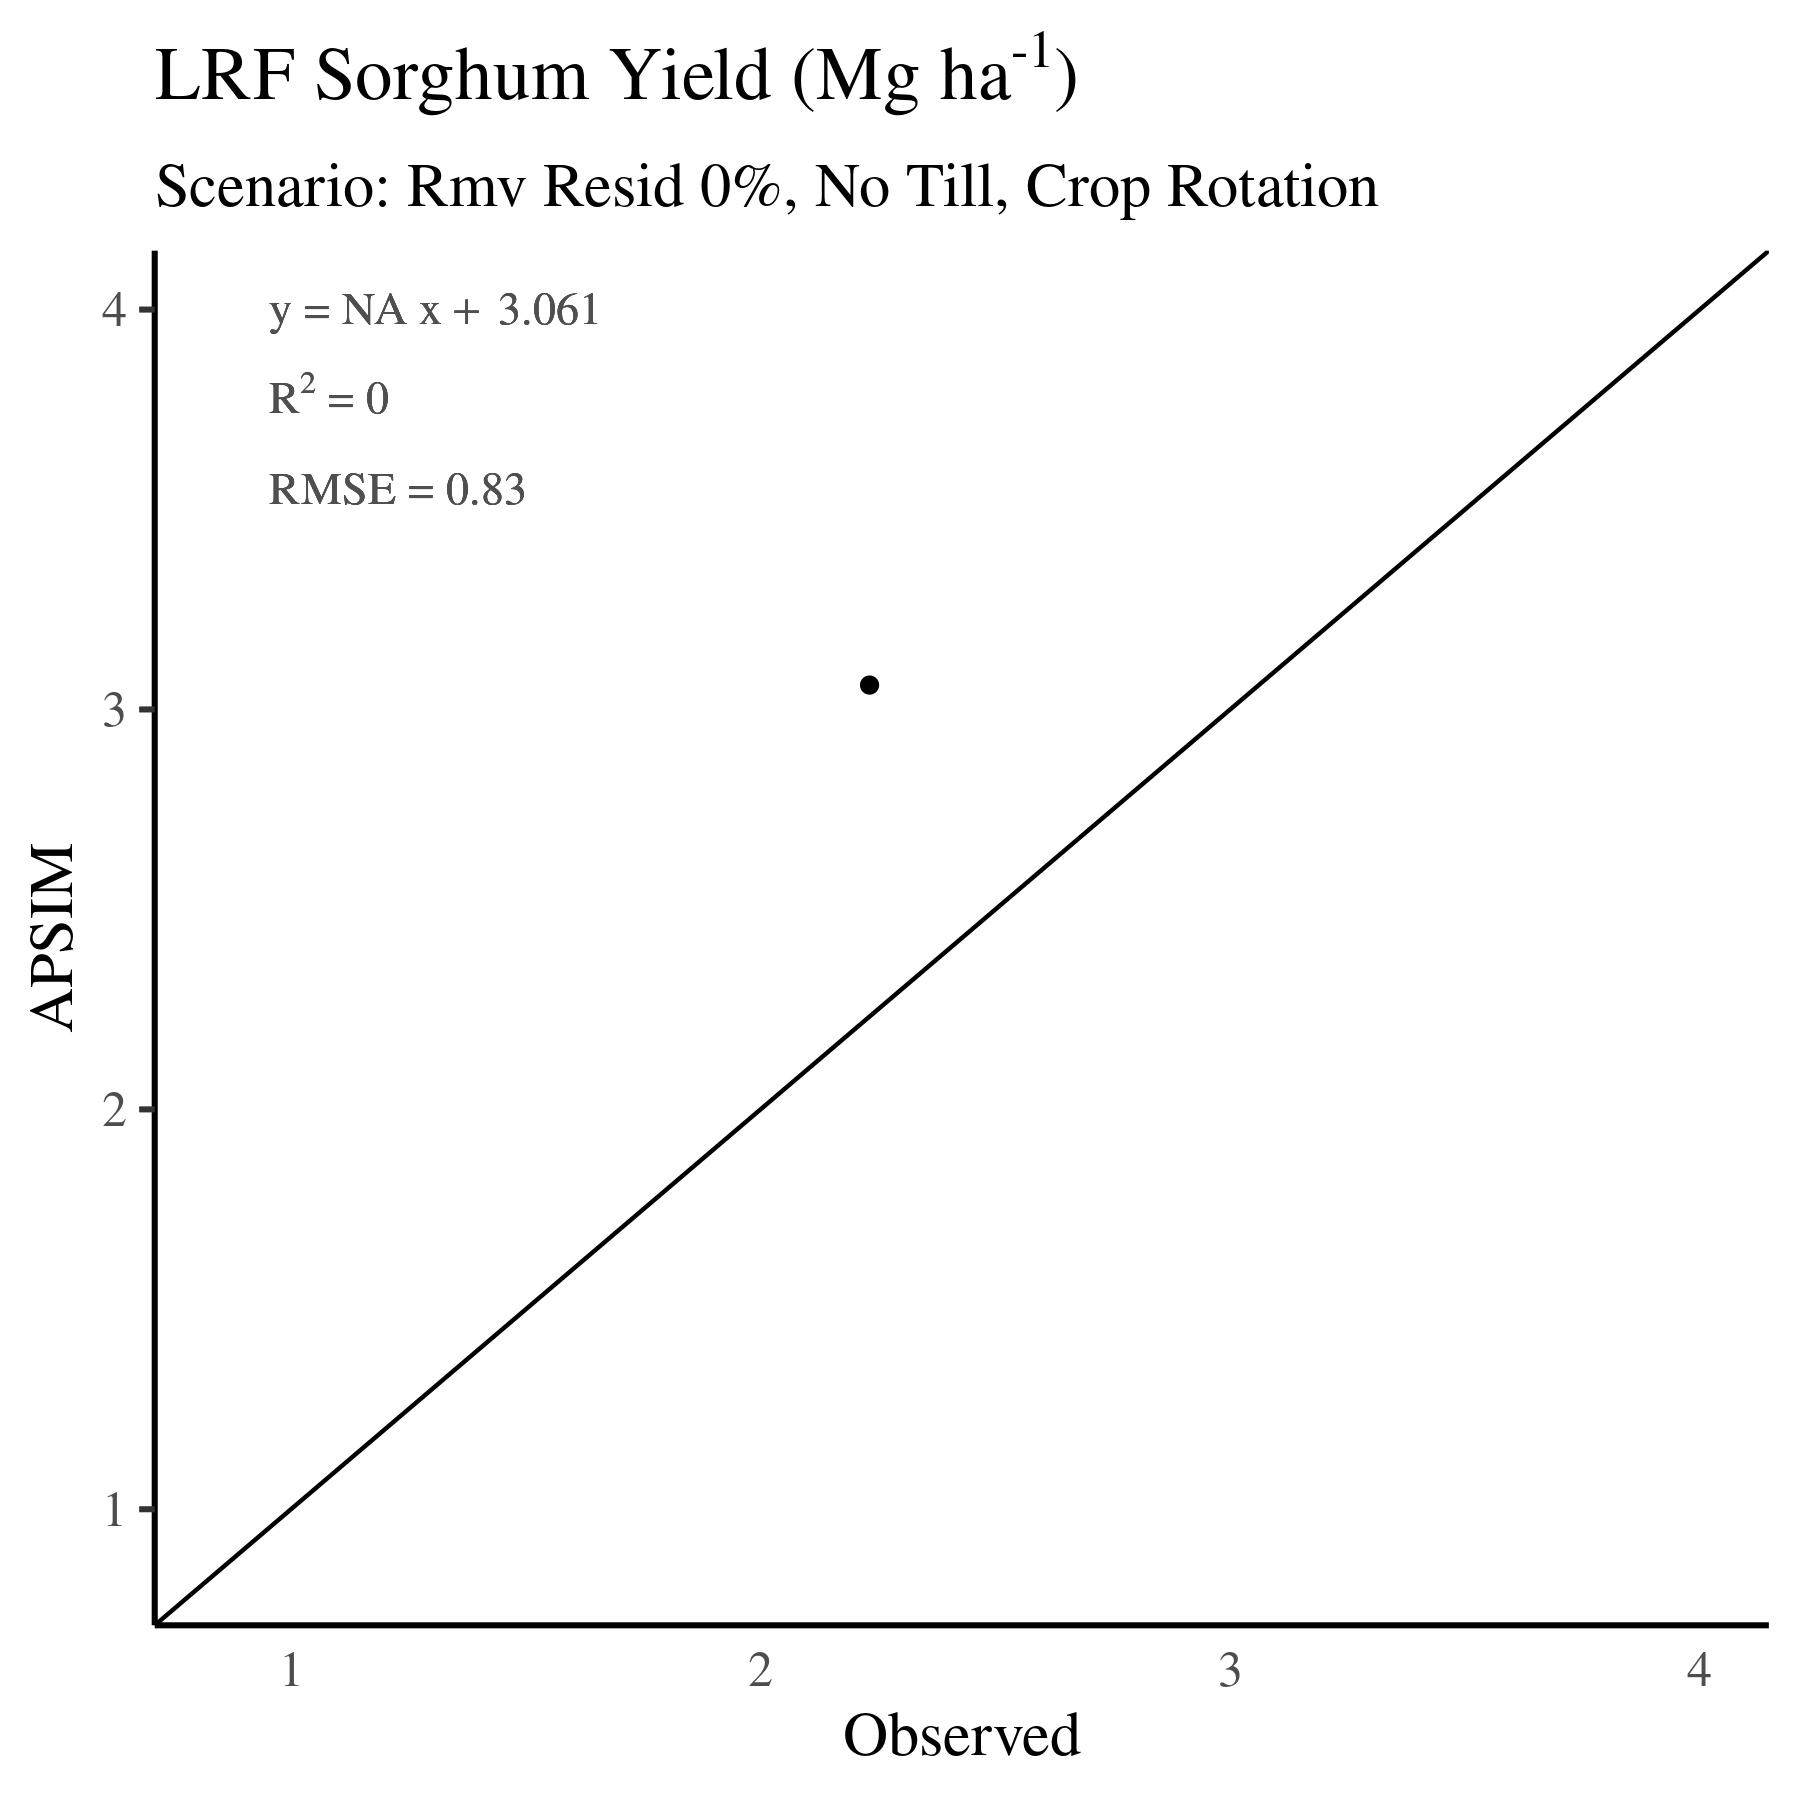 LRF Sorghum Yield (Mg ha⁻¹)
Scenario: Rmv Resid 0%, No Till, Crop Rotation
y = NA x + 3.061
R² = 0
RMSE = 0.83
4
3
2
1
APSIM
1 2 3 4
Observed